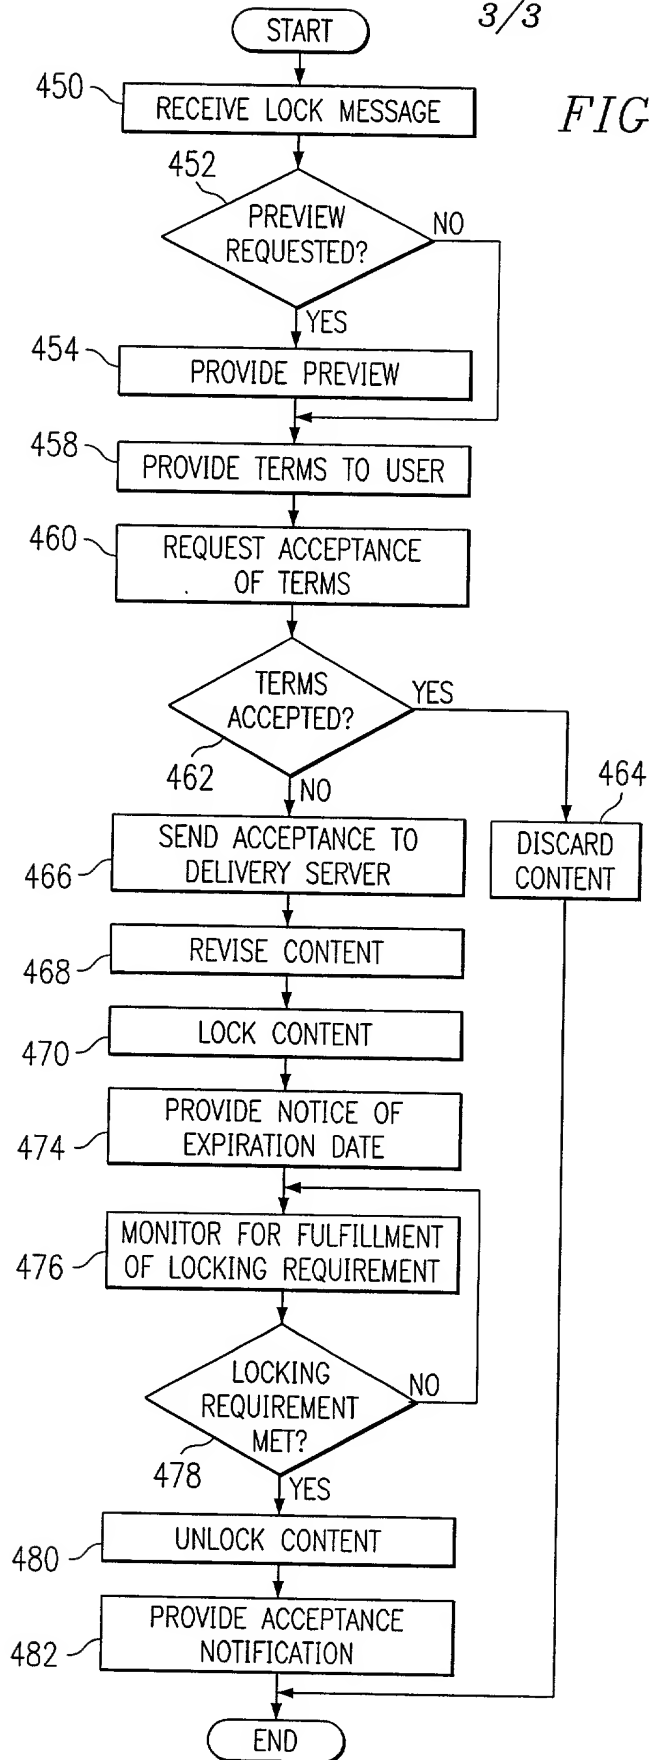 3/3
START
FIG
450
RECEIVE LOCK MESSAGE
452
PREVIEW
REQUESTED?
NO
YES
454
PROVIDE PREVIEW
458
PROVIDE TERMS TO USER
460
REQUEST ACCEPTANCE
OF TERMS
TERMS
ACCEPTED?
YES
462
NO
464
DISCARD
CONTENT
SEND ACCEPTANCE TO
DELIVERY SERVER
466
REVISE CONTENT
468
LOCK CONTENT
470
PROVIDE NOTICE OF
EXPIRATION DATE
474
MONITOR FOR FULFILLMENT
OF LOCKING REQUIREMENT
476
LOCKING
REQUIREMENT
MET?
NO
478
YES
UNLOCK CONTENT
480
PROVIDE ACCEPTANCE
NOTIFICATION
482
END